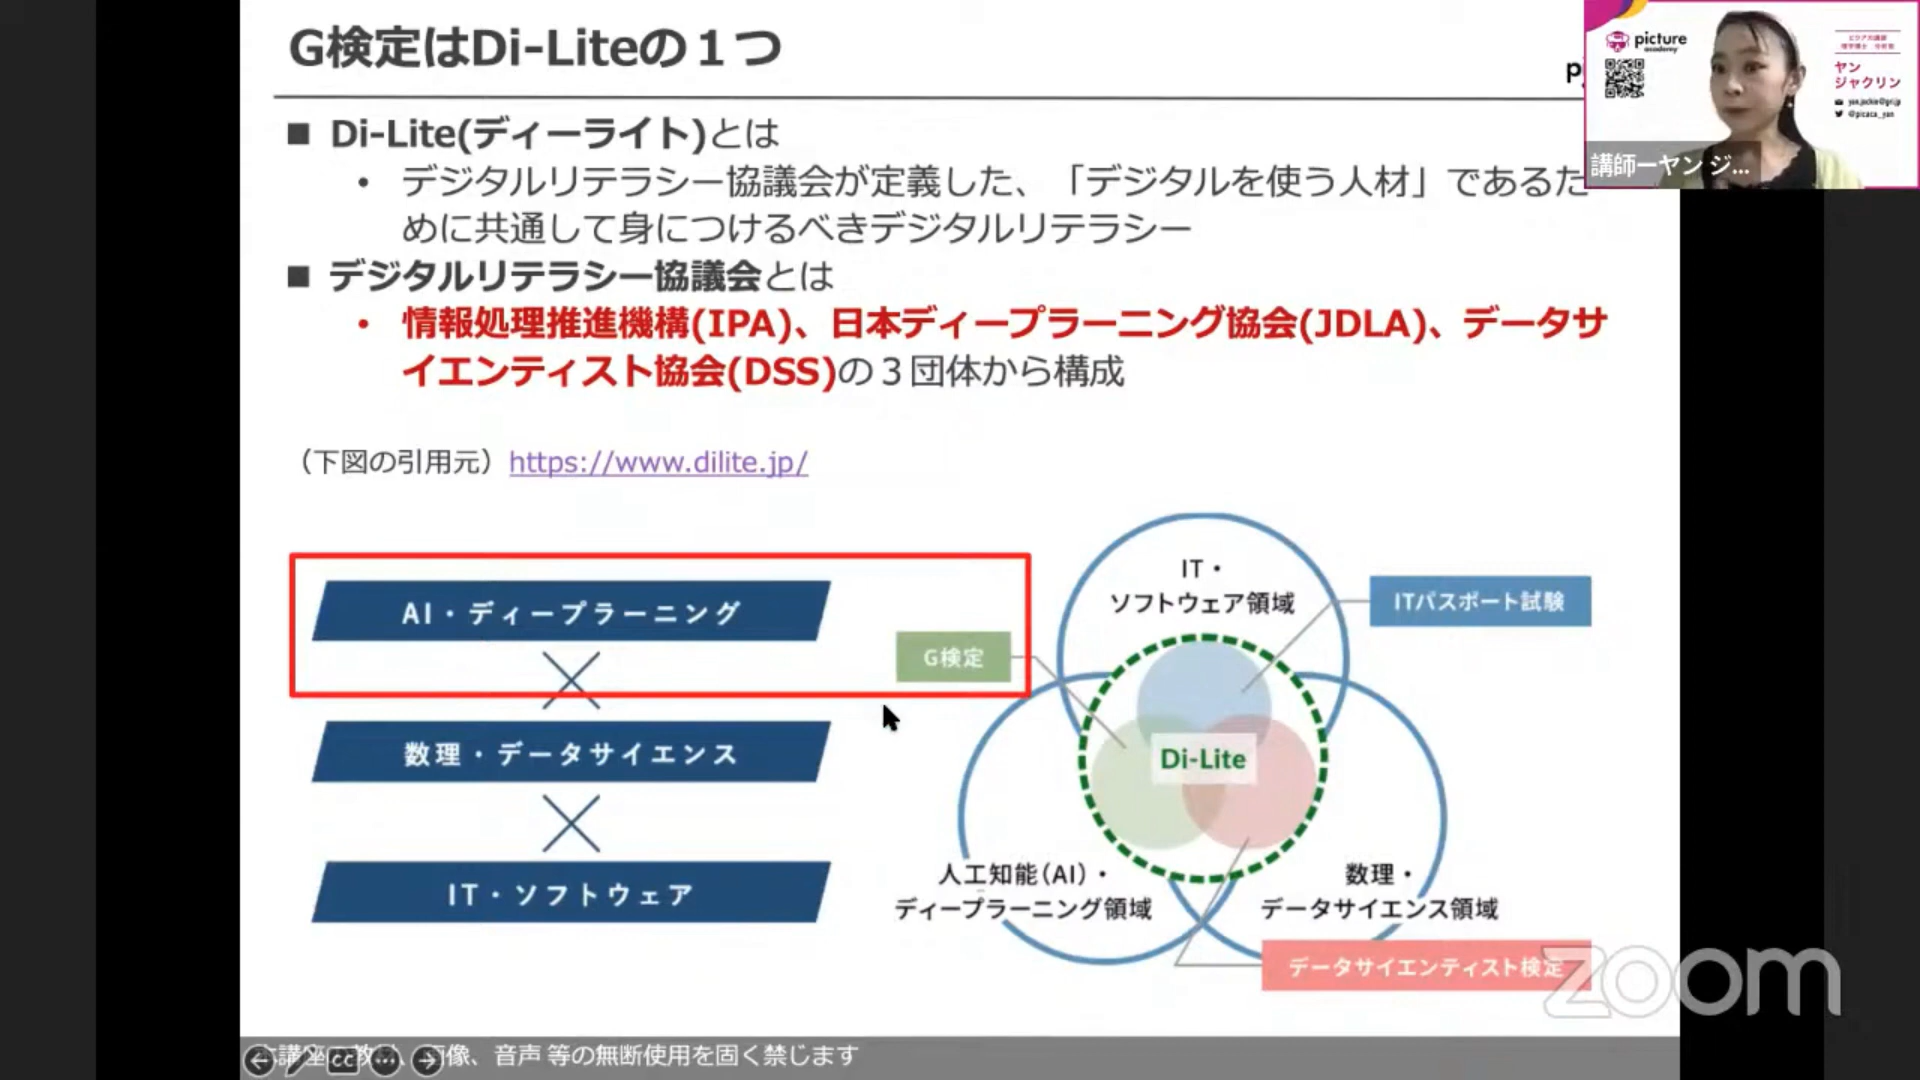 G検定はDi-Liteの１つ
■ Di-Lite(ディーライト)とは
• デジタルリテラシー協議会が定義した、「デジタルを使う人材」であるた
めに共通して身につけるべきデジタルリテラシー
■ デジタルリテラシー協議会とは
• 情報処理推進機構(IPA)、日本ディープラーニング協会(JDLA)、データサ
イエンティスト協会(DSS)の３団体から構成
（下図の引用元）https://www.dilite.jp/
AI・ディープラーニング
数理・データサイエンス
IT・ソフトウェア
G検定
IT・
ソフトウェア領域
ITパスポート試験
Di-Lite
人工知能(AI)・
ディープラーニング領域
数理・
データサイエンス領域
データサイエンティスト検定
zoom
picture
academy
ヤン
ジャクリン
yan.jackie@gri.jp
@picaca_yan
講師ーヤン ジ...
像、音声 等の無断使用を固く禁じます